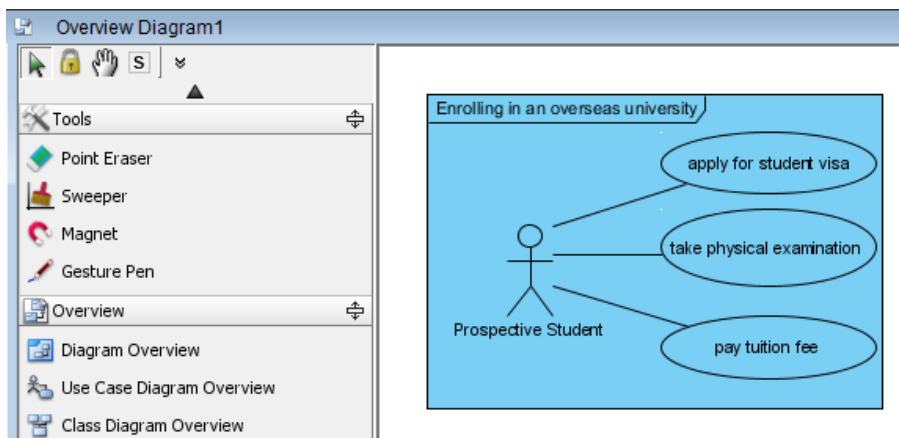 Overview Diagram1
S
Tools
Point Eraser
Sweeper
Magnet
Gesture Pen
Overview
Diagram Overview
Use Case Diagram Overview
Class Diagram Overview
Enrolling in an overseas university
apply for student visa
take physical examination
Prospective Student
pay tuition fee